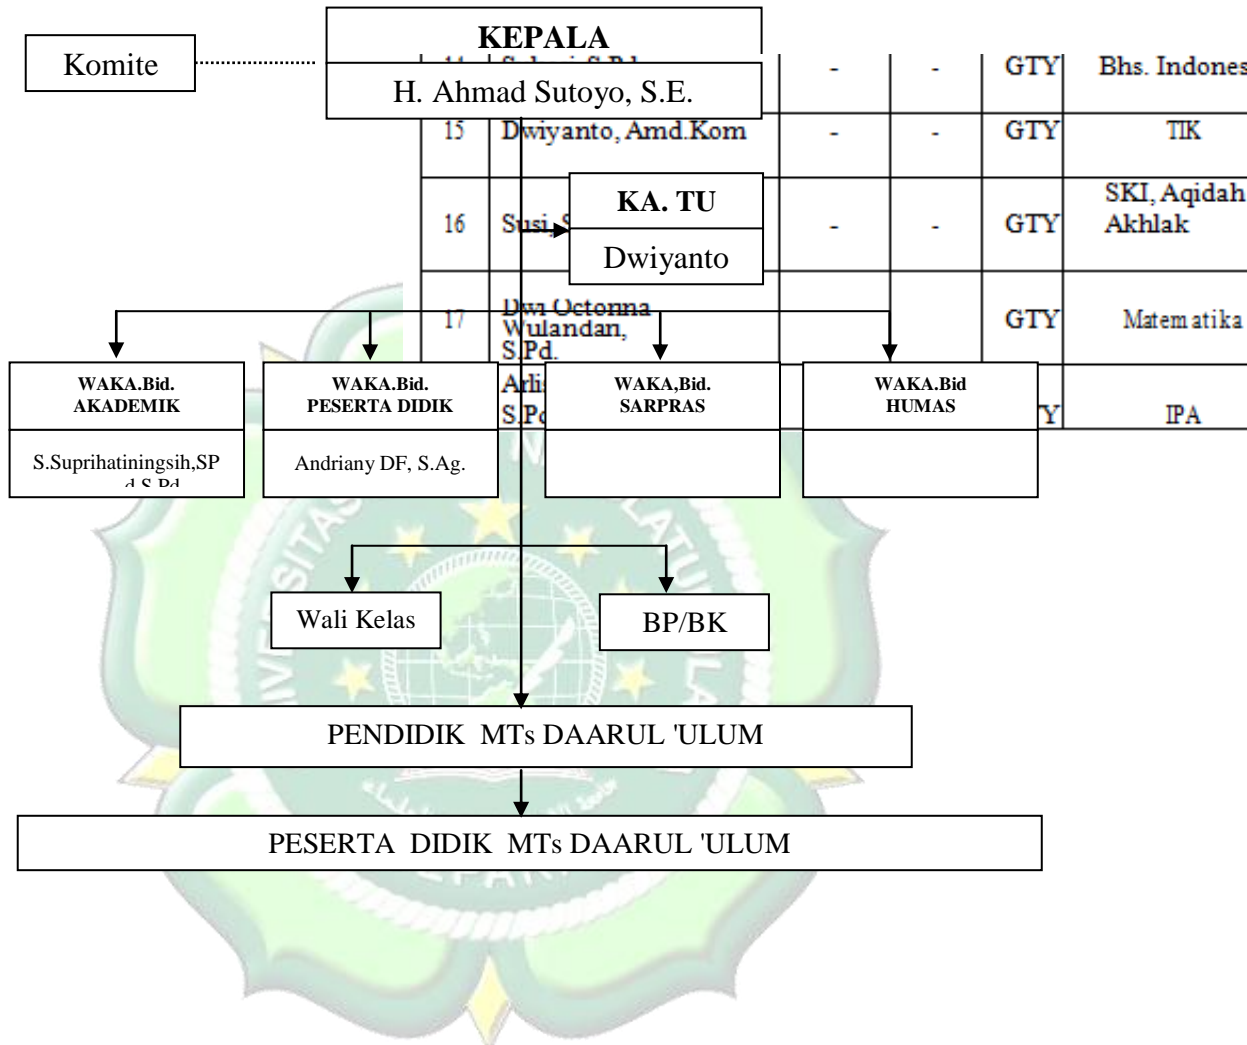 KEPALA
Komite
H. Ahmad Sutoyo, S.E.
- - GTY Bhs. Indones
15 Dwiyanto, Amd.Kom - - GTY TIK
KA. TU
Dwiyanto
16 Susi, - - GTY SKI, Aqidah
Akhlak
17 Dwi Octorina
Wulandari,
S.Pd.
GTY Matematika
WAKA.Bid.
AKADEMIK
S.Suprihatiningsih,SP
d,S.Pd
WAKA.Bid.
PESERTA DIDIK
Andriany DF, S.Ag.
WAKA,Bid.
SARPRAS
WAKA.Bid
HUMAS
IPA
Wali Kelas
BP/BK
PENDIDIK MTs DAARUL 'ULUM
PESERTA DIDIK MTs DAARUL 'ULUM